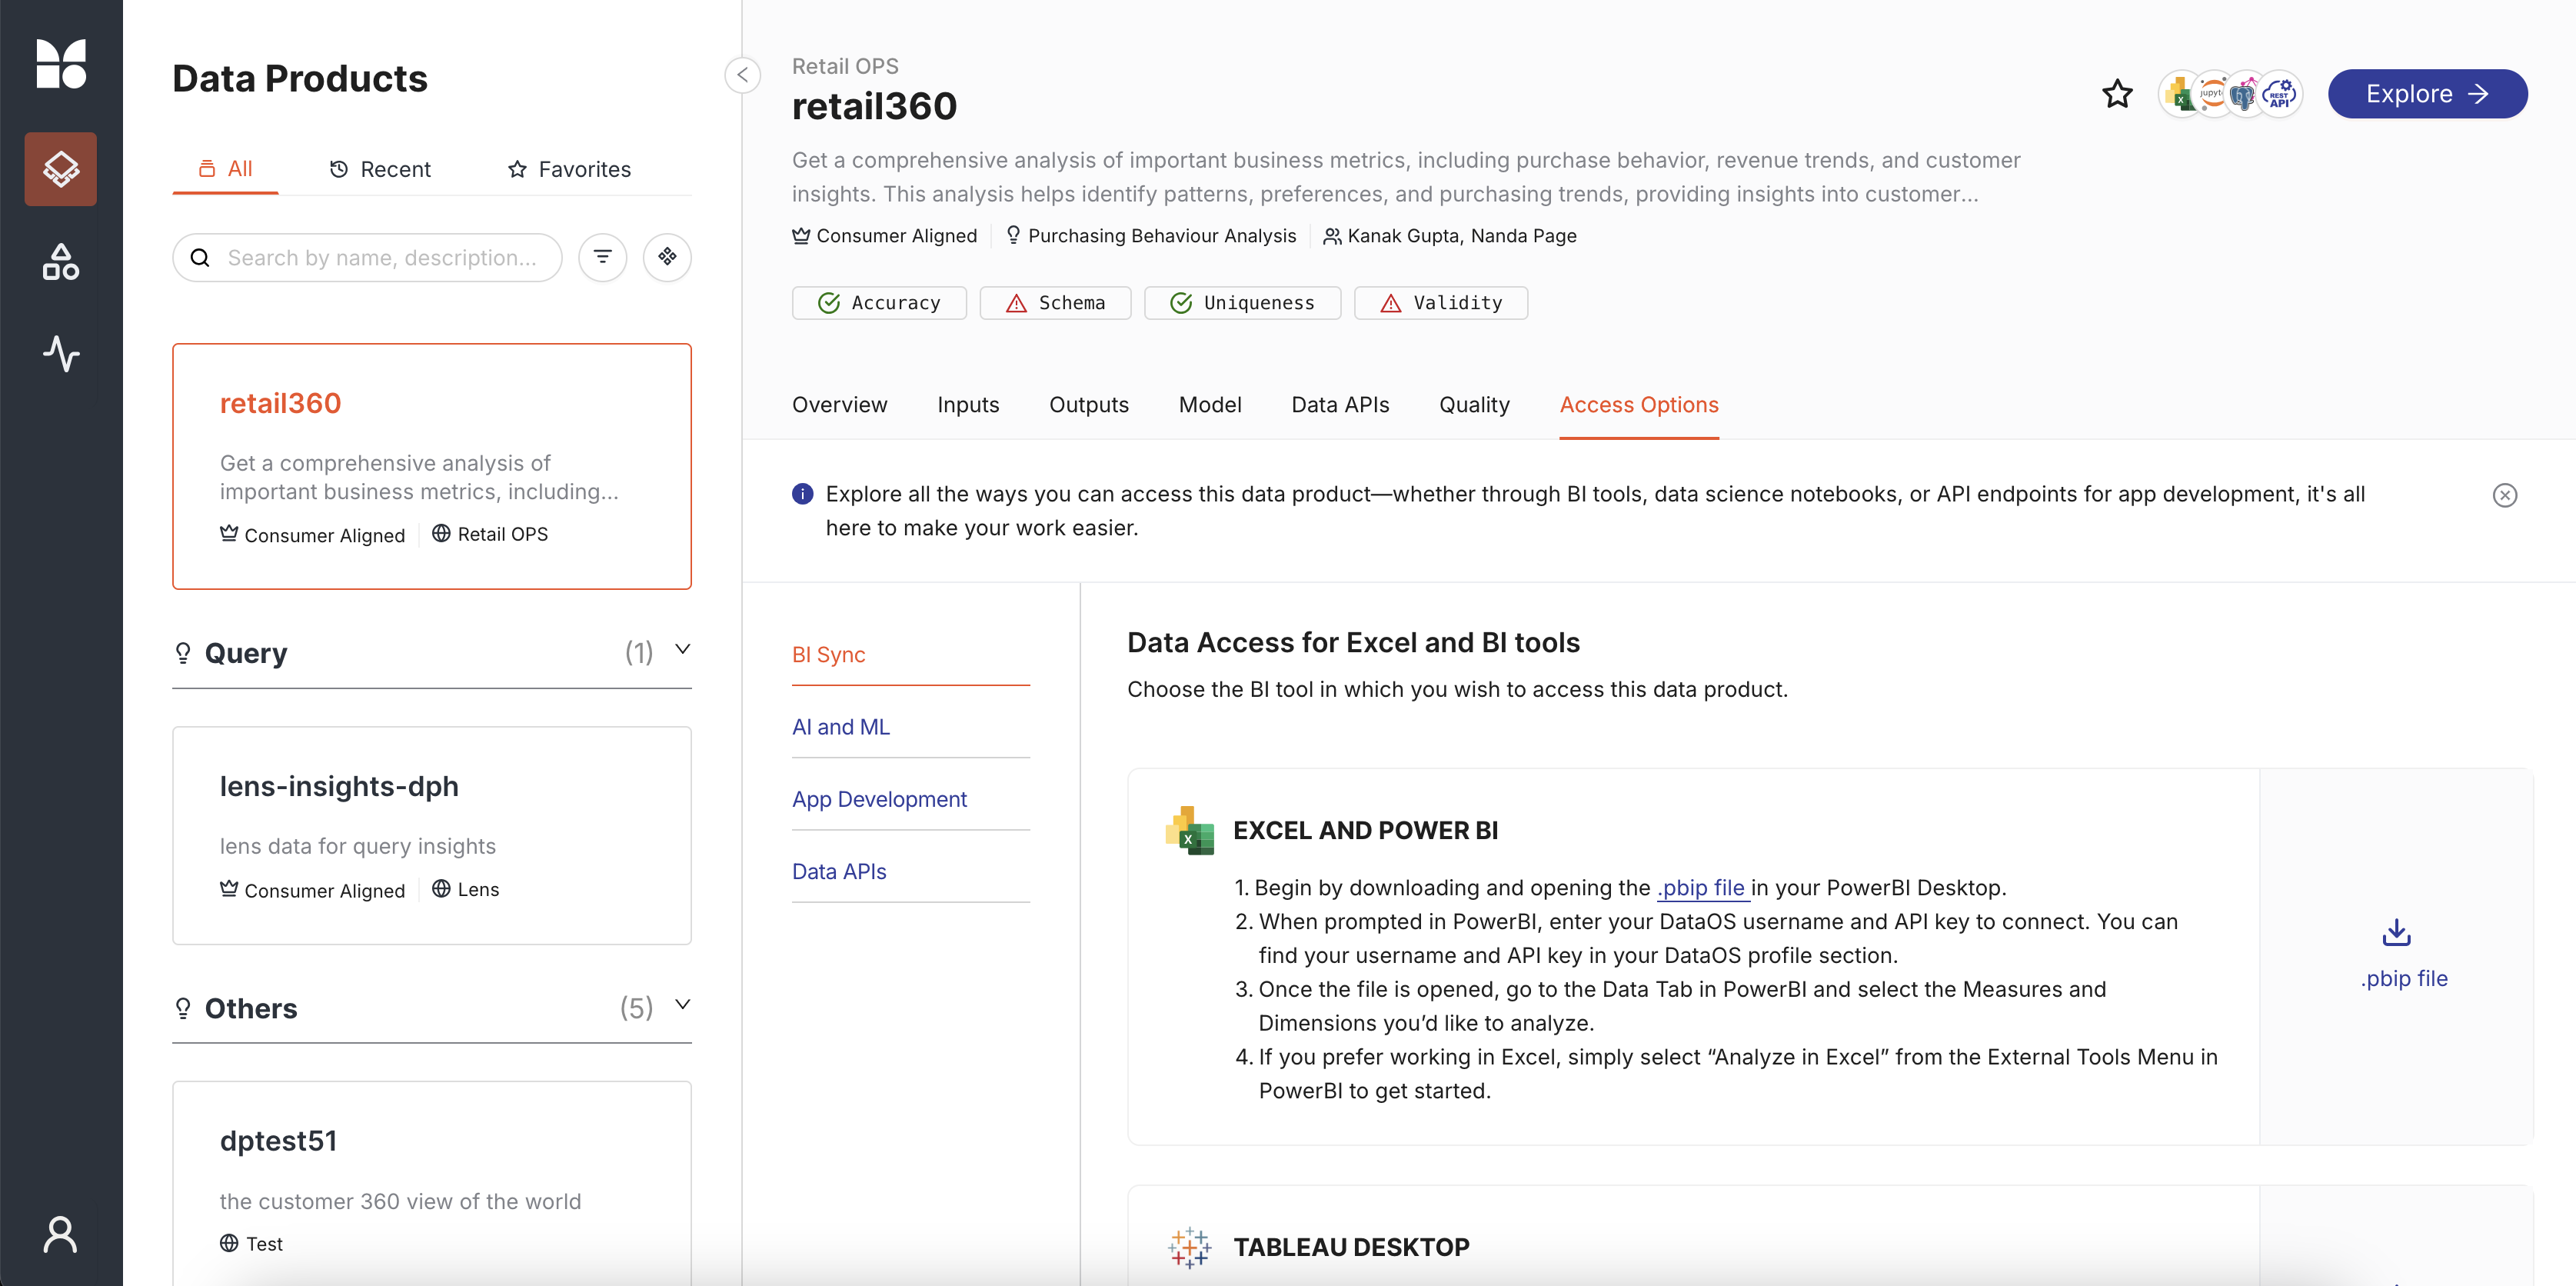 Data Products
All
Recent
Favorites
Search by name, description...
retail360
Get a comprehensive analysis of
important business metrics, including...
Consumer Aligned
Retail OPS
Query
(1)
lens-insights-dph
lens data for query insights
Consumer Aligned
Lens
Others
(5)
dptest51
the customer 360 view of the world
Test
Retail OPS
retail360
jupyt
REST
API
Explore
Get a comprehensive analysis of important business metrics, including purchase behavior, revenue trends, and customer
insights. This analysis helps identify patterns, preferences, and purchasing trends, providing insights into customer...
Consumer Aligned
Purchasing Behaviour Analysis
Kanak Gupta, Nanda Page
Accuracy
Schema
Uniqueness
Validity
Overview
Inputs
Outputs
Model
Data APIs
Quality
Access Options
Explore all the ways you can access this data product—whether through BI tools, data science notebooks, or API endpoints for app development, it's all
here to make your work easier.
BI Sync
AI and ML
App Development
Data APIs
Data Access for Excel and BI tools
Choose the BI tool in which you wish to access this data product.
EXCEL AND POWER BI
1. Begin by downloading and opening the .pbip file in your PowerBI Desktop.
2. When prompted in PowerBI, enter your DataOS username and API key to connect. You can
find your username and API key in your DataOS profile section.
3. Once the file is opened, go to the Data Tab in PowerBI and select the Measures and
Dimensions you’d like to analyze.
4. If you prefer working in Excel, simply select “Analyze in Excel” from the External Tools Menu in
PowerBI to get started.
.pbip file
TABLEAU DESKTOP